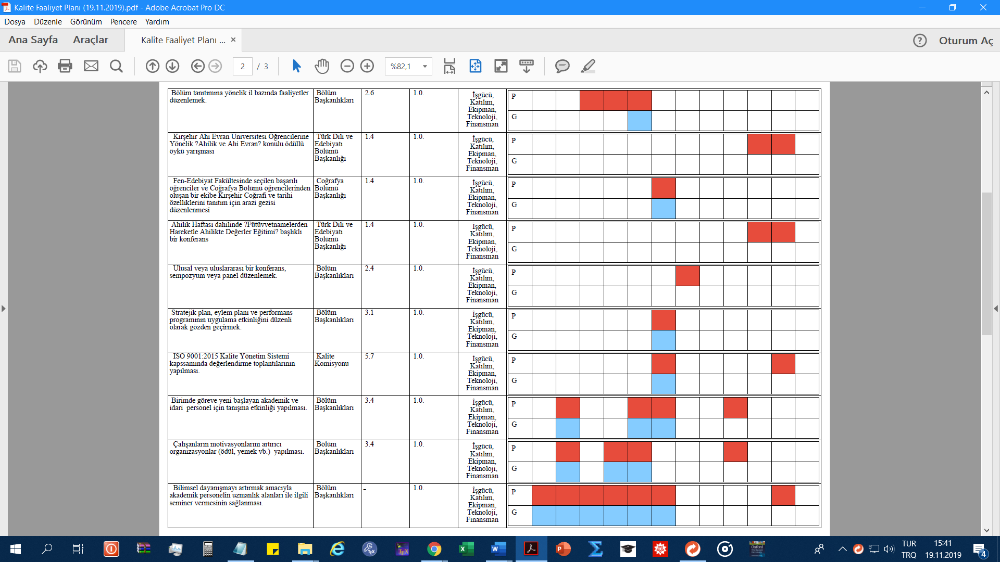 Kalite Faaliyet Planı (19.11.2019).pdf - Adobe Acrobat Pro DC
Dosya Düzenle Görünüm Pencere Yardım
Ana Sayfa Araçlar Kalite Faaliyet Planı ... × ? Oturum Aç
2 / 3 %82,1
Bölüm tanıtımına yönelik il bazında faaliyetler
düzenlemek.
Bölüm
Başkanlıkları
2.6
1.0.
İşgücü,
Katılım,
Ekipman,
Teknoloji,
Finansman
P
G
Kırşehir Ahi Evran Üniversitesi Öğrencilerine
Yönelik ?Ahilik ve Ahi Evran? konulu ödüllü
öykü yarışması
Türk Dili ve
Edebiyatı
Bölümü
Başkanlığı
1.4
1.0.
İşgücü,
Katılım,
Ekipman,
Teknoloji,
Finansman
P
G
Fen-Edebiyat Fakültesinde seçilen başarılı
öğrenciler ve Coğrafya Bölümü öğrencilerinden
oluşan bir ekibe Kırşehir Coğrafi ve tarihi
özelliklerini tanıtım için arazi gezisi
düzenlenmesi
Coğrafya
Bölümü
Başkanlığı
1.4
1.0.
İşgücü,
Katılım,
Ekipman,
Teknoloji,
Finansman
P
G
Ahilik Haftası dahilinde ?Fütüvvetnamelerden
Hareketle Ahilikte Değerler Eğitimi? başlıklı
bir konferans
Türk Dili ve
Edebiyatı
Bölümü
Başkanlığı
1.4
1.0.
İşgücü,
Katılım,
Ekipman,
Teknoloji,
Finansman
P
G
Ulusal veya uluslararası bir konferans,
sempozyum veya panel düzenlemek.
Bölüm
Başkanlıkları
2.4
1.0.
İşgücü,
Katılım,
Ekipman,
Teknoloji,
Finansman
P
G
Stratejik plan, eylem planı ve performans
programının uygulama etkinliğini düzenli
olarak gözden geçirmek.
Bölüm
Başkanlıkları
3.1
1.0.
İşgücü,
Katılım,
Ekipman,
Teknoloji,
Finansman
P
G
ISO 9001:2015 Kalite Yönetim Sistemi
kapssamında değerlendirme toplantılarının
yapılması.
Kalite
Komisyonu
5.7
1.0.
İşgücü,
Katılım,
Ekipman,
Teknoloji,
Finansman
P
G
Birimde göreve yeni başlayan akademik ve
idari personel için tanışma etkinliği yapılması.
Bölüm
Başkanlıkları
3.4
1.0.
İşgücü,
Katılım,
Ekipman,
Teknoloji,
Finansman
P
G
Çalışanların motivasyonlarını artırıcı
organizasyonlar (ödül, yemek vb.) yapılması.
Bölüm
Başkanlıkları
3.4
1.0.
İşgücü,
Katılım,
Ekipman,
Teknoloji,
Finansman
P
G
Bilimsel dayanışmayı artırmak amacıyla
akademik personelin uzmanlık alanları ile ilgili
seminer vermesinin sağlanması.
Bölüm
Başkanlıkları
-
1.0.
İşgücü,
Katılım,
Ekipman,
Teknoloji,
Finansman
P
G
TUR 15:41
TRQ 19.11.2019
4